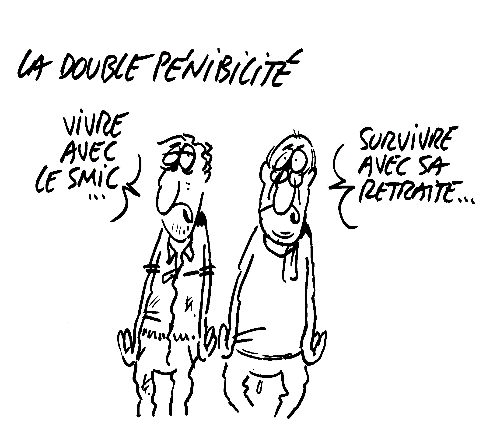 LA DOUBLE PÉNIBILITÉ
VIVRE
AVEC
LE SMIC
...
SURVIVRE
AVEC SA
RETRAITE...